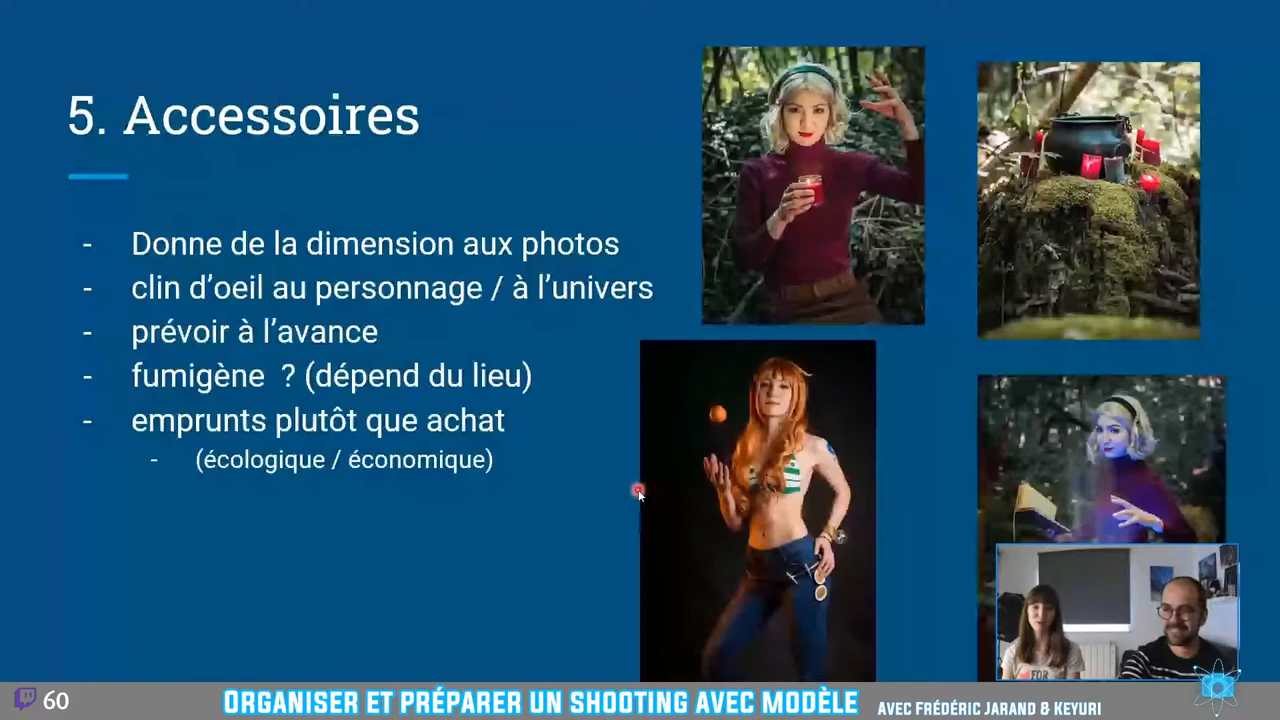 5. Accessoires
- Donne de la dimension aux photos
- clin d’oeil au personnage / à l’univers
- prévoir à l’avance
- fumigène ? (dépend du lieu)
- emprunts plutôt que achat
- (écologique / économique)
60
ORGANISER ET PRÉPARER UN SHOOTING AVEC MODÈLE
AVEC FRÉDÉRIC JARAND & KEYURI